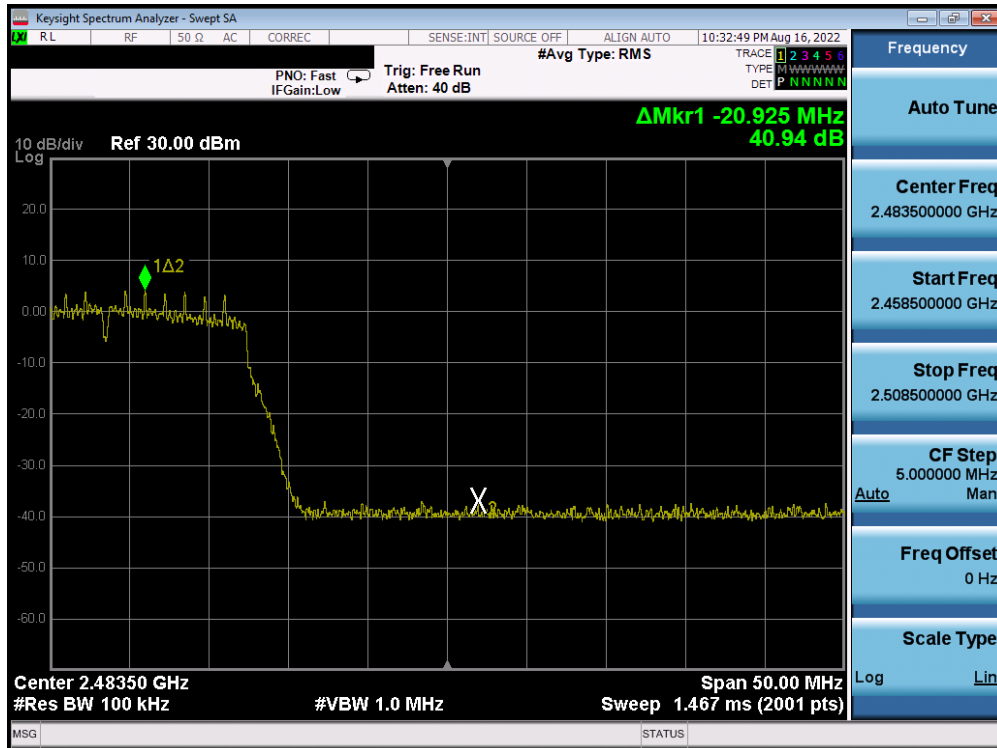 Keysight Spectrum Analyzer - Swept SA
LXI RL RF 50 Ω AC CORREC SENSE:INT SOURCE OFF ALIGN AUTO 10:32:49 PM Aug 16, 2022
#Avg Type: RMS
TRACE 1 2 3 4 5 6
PNO: Fast Trig: Free Run
TYPE M WWWWW
IFGain:Low Atten: 40 dB
DET P N N N N N
ΔMkr1 -20.925 MHz
40.94 dB
10 dB/div Ref 30.00 dBm
Log
20.0
1Δ2
10.0
0.00
-10.0
-20.0
-30.0
X2
-40.0
-50.0
-60.0
Center 2.48350 GHz Span 50.00 MHz
#Res BW 100 kHz #VBW 1.0 MHz Sweep 1.467 ms (2001 pts)
MSG STATUS
Frequency
Auto Tune
Center Freq
2.483500000 GHz
Start Freq
2.458500000 GHz
Stop Freq
2.508500000 GHz
CF Step
5.000000 MHz
Auto Man
Freq Offset
0 Hz
Scale Type
Log Lin